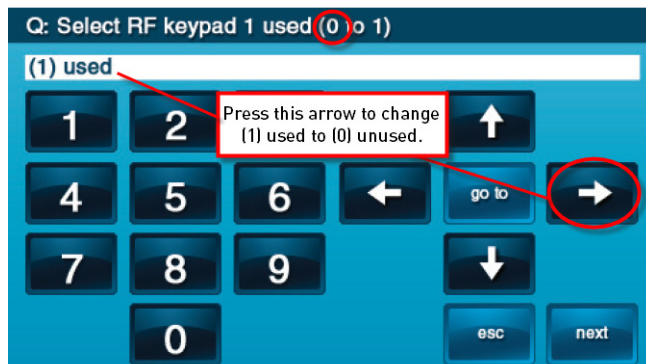 Q: Select RF keypad 1 used (0 to 1)
(1) used
Press this arrow to change
(1) used to (0) unused.
1 2
4 5 6 go to
7 8 9
0 esc next